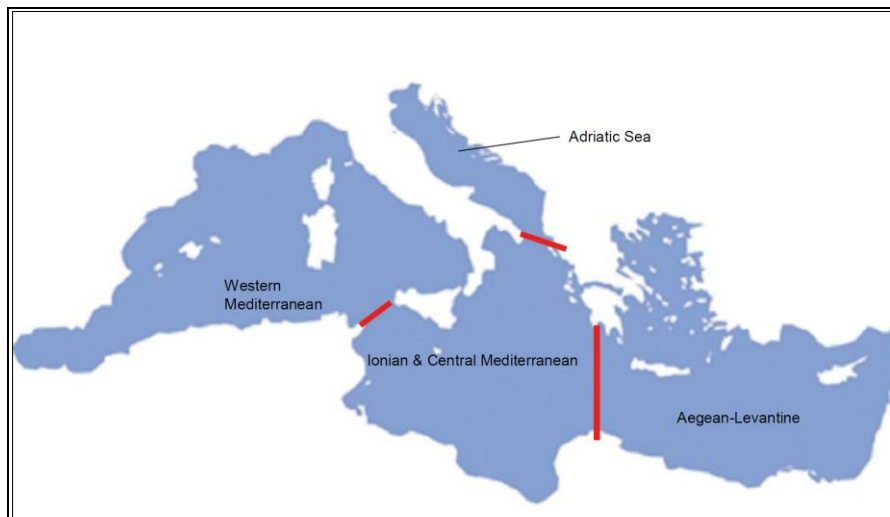 Adriatic Sea
Western
Mediterranean
Ionian & Central Mediterranean
Aegean-Levantine